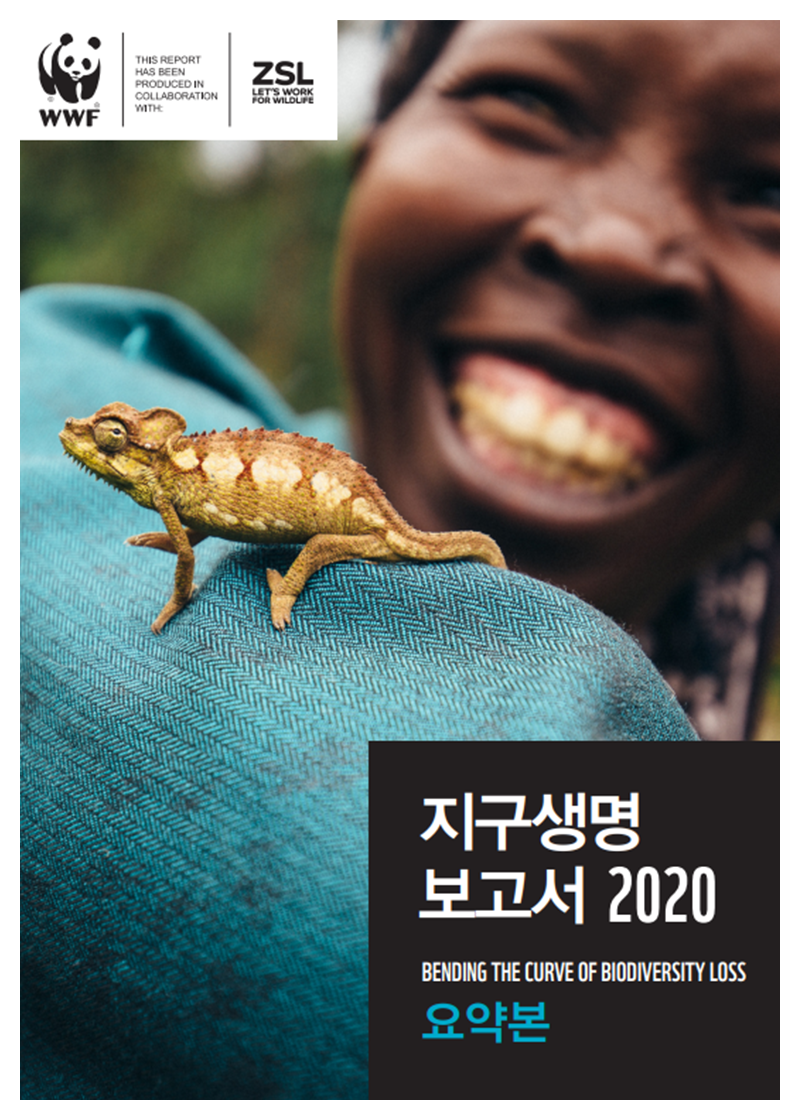 WWF
THIS REPORT
HAS BEEN
PRODUCED IN
COLLABORATION
WITH:
ZSL
LET'S WORK
FOR WILDLIFE
지구생명
보고서 2020
BENDING THE CURVE OF BIODIVERSITY LOSS
요약본